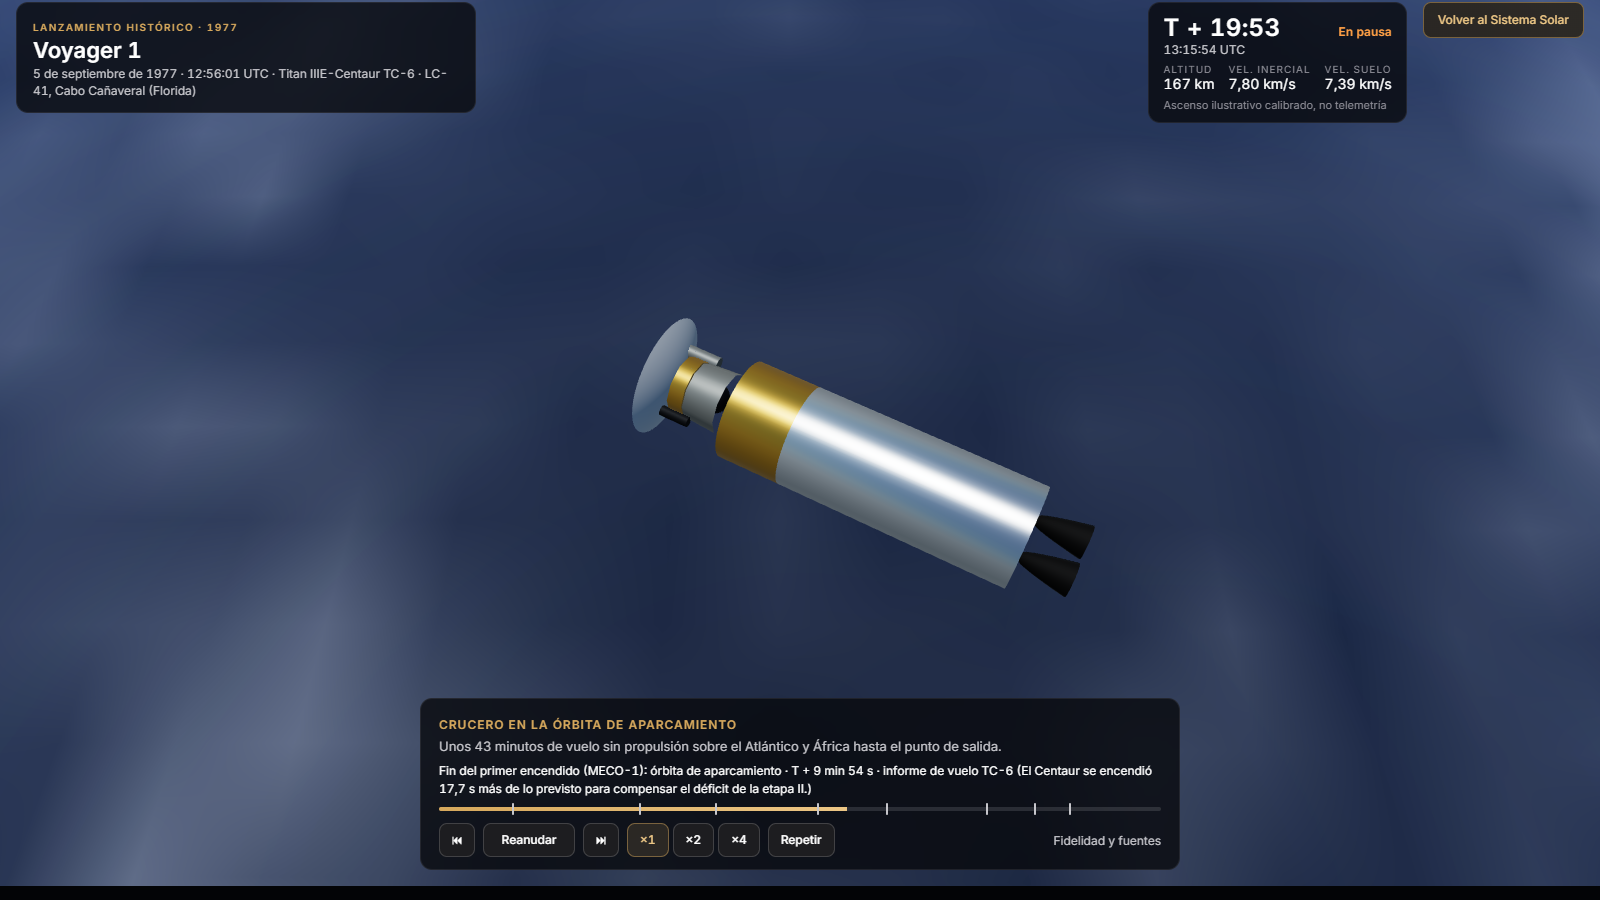 LANZAMIENTO HISTÓRICO · 1977
Voyager 1
5 de septiembre de 1977 · 12:56:01 UTC · Titan IIIE-Centaur TC-6 · LC-
41, Cabo Cañaveral (Florida)
T + 19:53
En pausa
13:15:54 UTC
ALTITUD VEL. INERCIAL VEL. SUELO
167 km 7,80 km/s 7,39 km/s
Ascenso ilustrativo calibrado, no telemetría
Volver al Sistema Solar
CRUCERO EN LA ÓRBITA DE APARCAMIENTO
Unos 43 minutos de vuelo sin propulsión sobre el Atlántico y África hasta el punto de salida.
Fin del primer encendido (MECO-1): órbita de aparcamiento · T + 9 min 54 s · informe de vuelo TC-6 (El Centaur se encendió
17,7 s más de lo previsto para compensar el déficit de la etapa II.)
Reanudar ×1 ×2 ×4 Repetir Fidelidad y fuentes